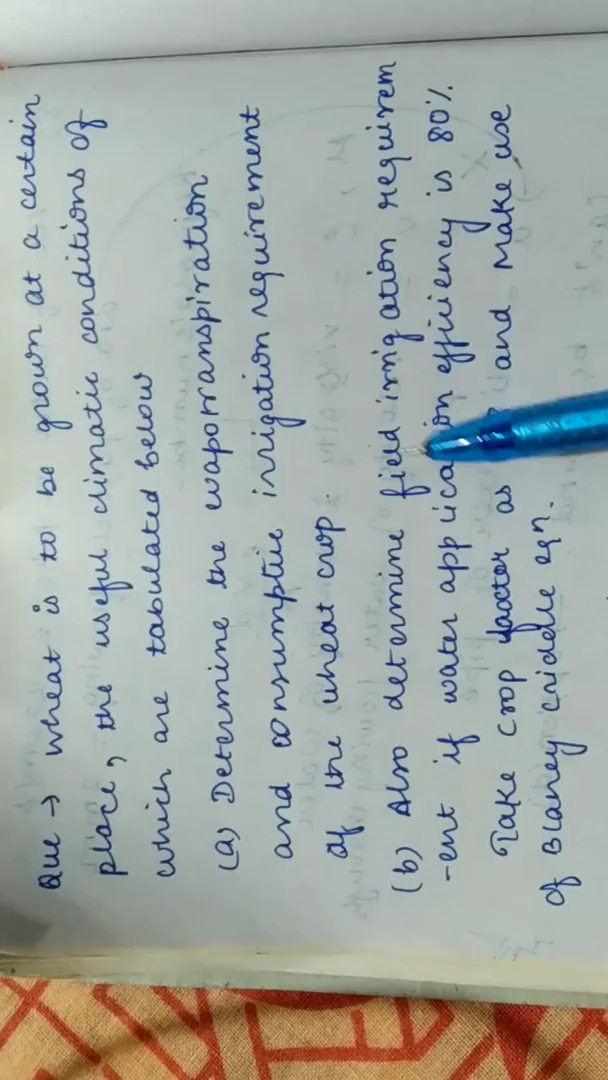 Que → wheat is to be grown at a certain
place, the useful climatic conditions of
which are tabulated below
(a) Determine the evapotranspiration
and consumptive irrigation requirement
of the wheat crop.
(b) Also determine field irrigation requirem
-ent if water application efficiency is 80%
Take crop factor as and make use
of Blaney criddle eqn.